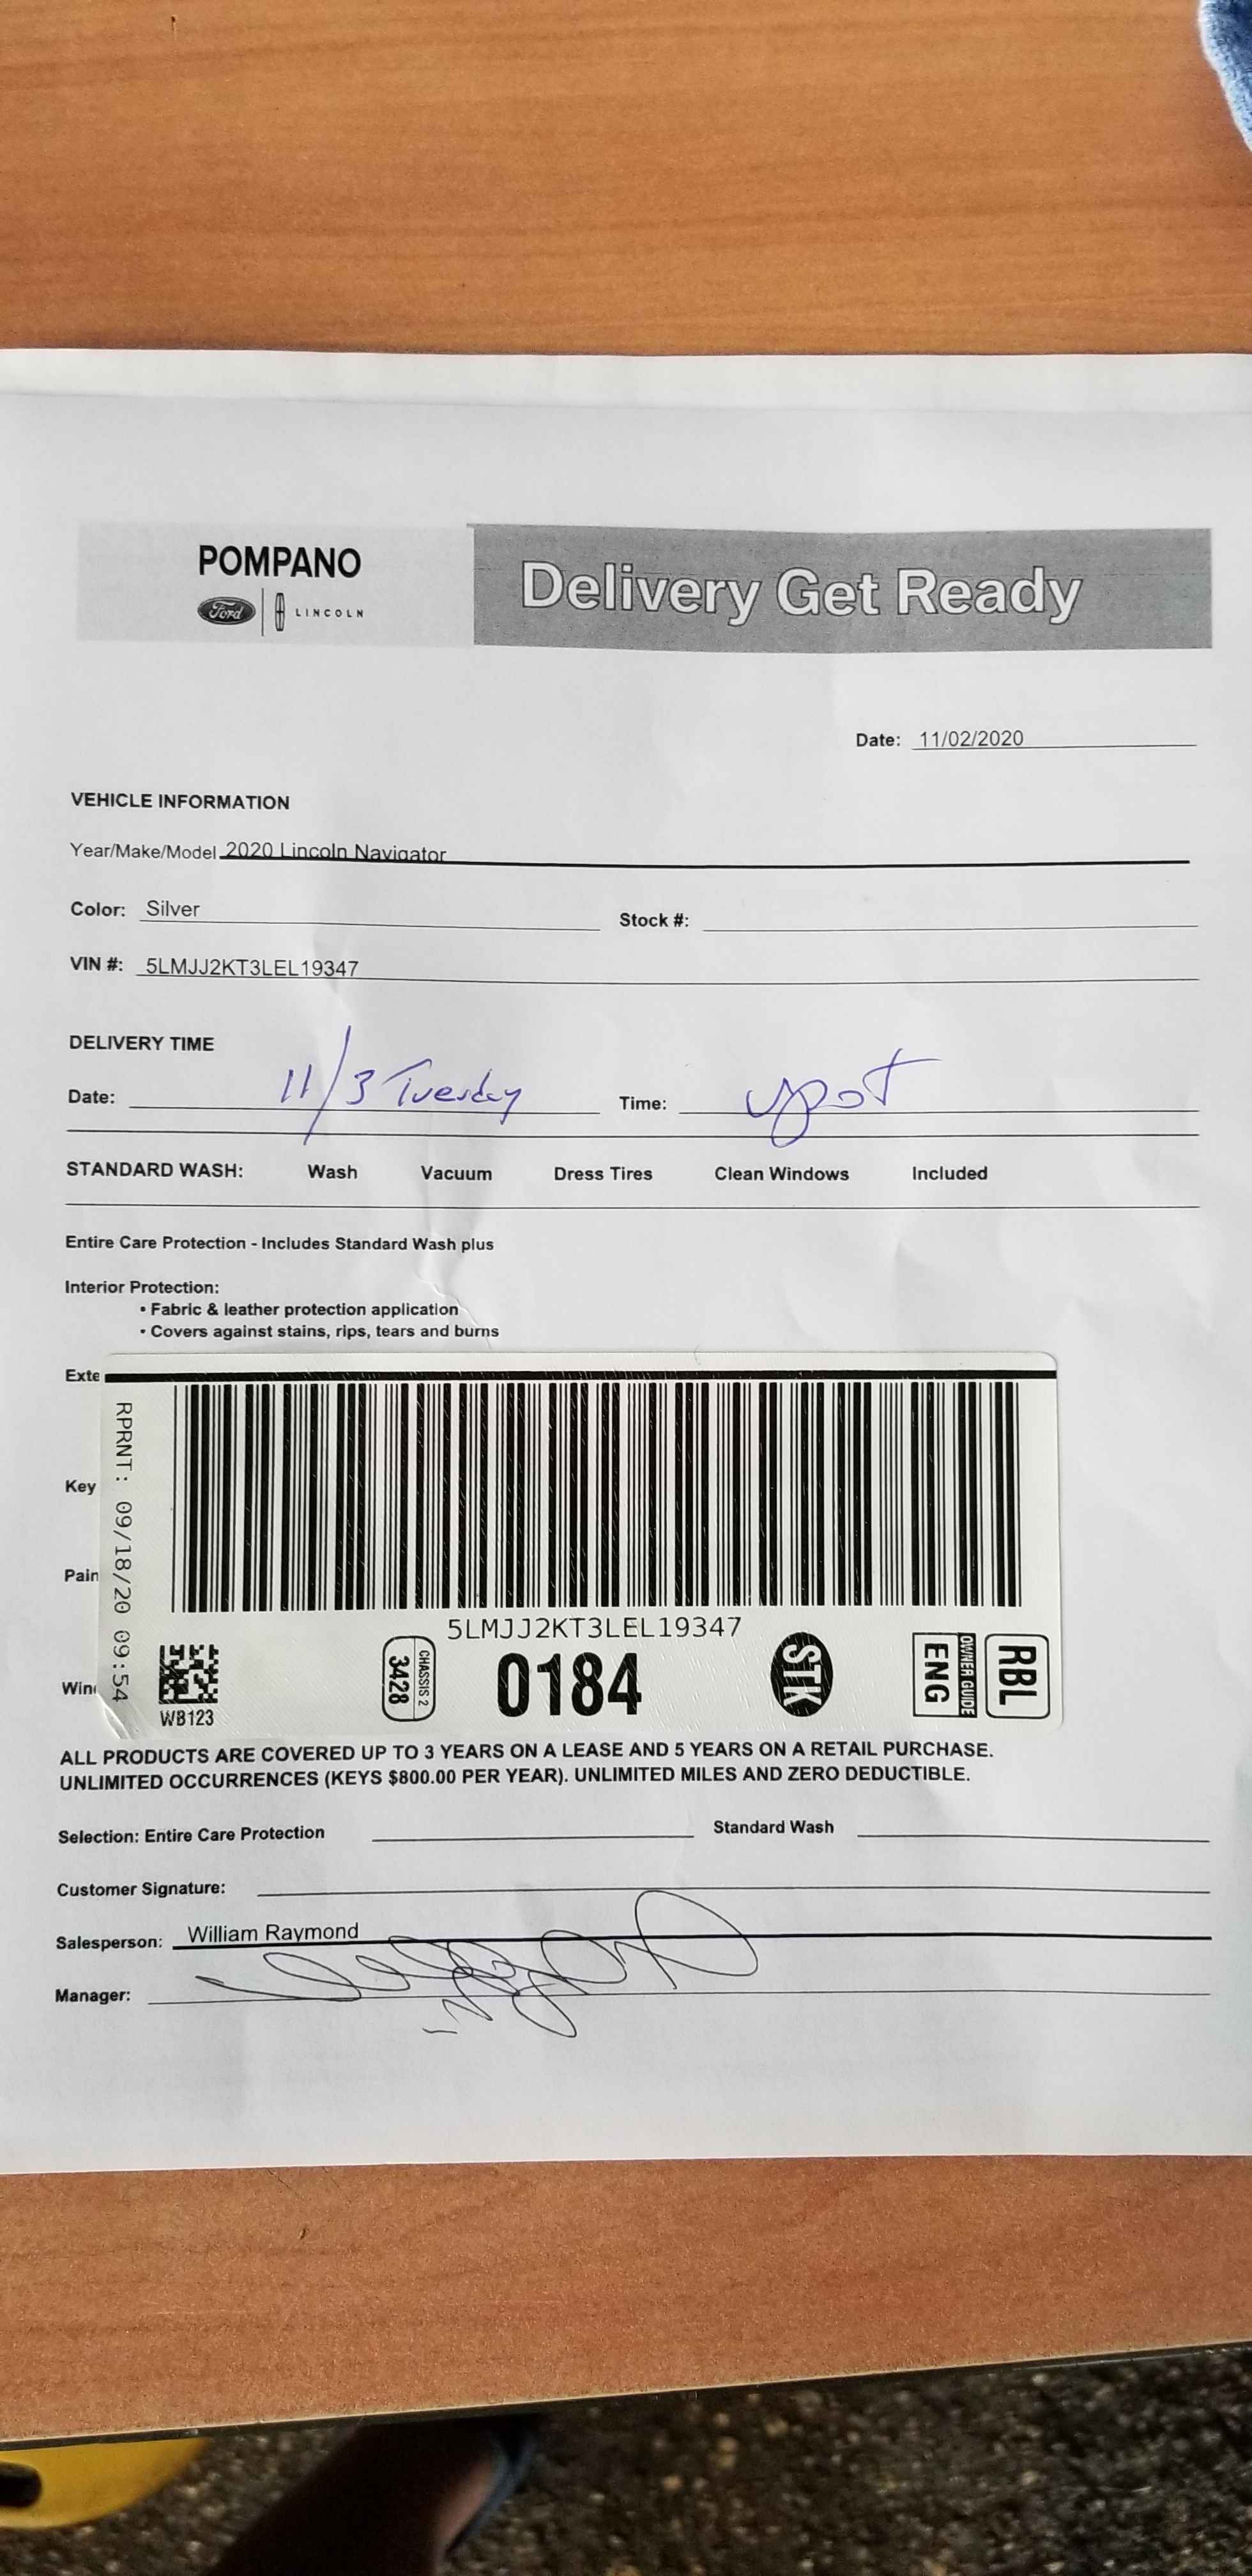 POMPANO
Ford LINCOLN
Delivery Get Ready
Date: 11/02/2020
VEHICLE INFORMATION
Year/Make/Model 2020 Lincoln Navigator
Color: Silver Stock #:
VIN #: 5LMJJ2KT3LEL19347
DELIVERY TIME
Date: 11/3 Tuesday Time:
STANDARD WASH: Wash Vacuum Dress Tires Clean Windows Included
Entire Care Protection - Includes Standard Wash plus
Interior Protection:
• Fabric & leather protection application
• Covers against stains, rips, tears and burns
Exte
Key
Pain
Win
RPRNT: 09/18/20 09:54
5LMJJ2KT3LEL19347
WB123
CHASSIS 2
3428
0184
STK
OWNER GUIDE
ENG
RBL
ALL PRODUCTS ARE COVERED UP TO 3 YEARS ON A LEASE AND 5 YEARS ON A RETAIL PURCHASE.
UNLIMITED OCCURRENCES (KEYS $800.00 PER YEAR). UNLIMITED MILES AND ZERO DEDUCTIBLE.
Selection: Entire Care Protection Standard Wash
Customer Signature:
Salesperson: William Raymond
Manager: